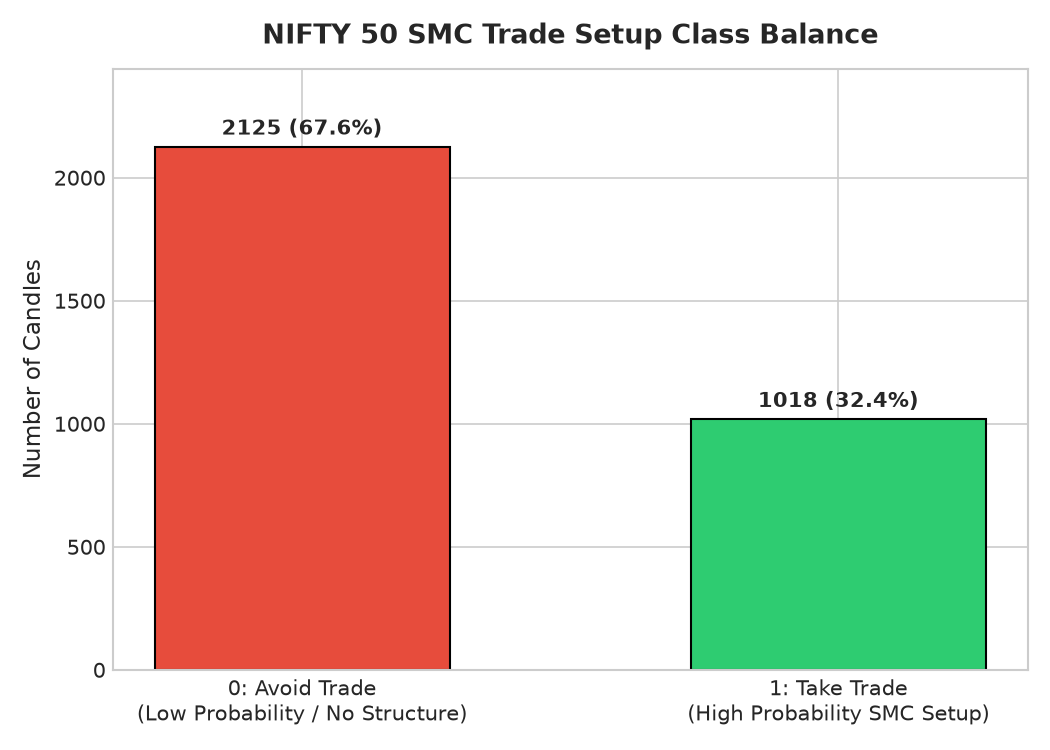 NIFTY 50 SMC Trade Setup Class Balance
2125 (67.6%)
1018 (32.4%)
Number of Candles
2000
1500
1000
500
0
0: Avoid Trade
(Low Probability / No Structure)
1: Take Trade
(High Probability SMC Setup)